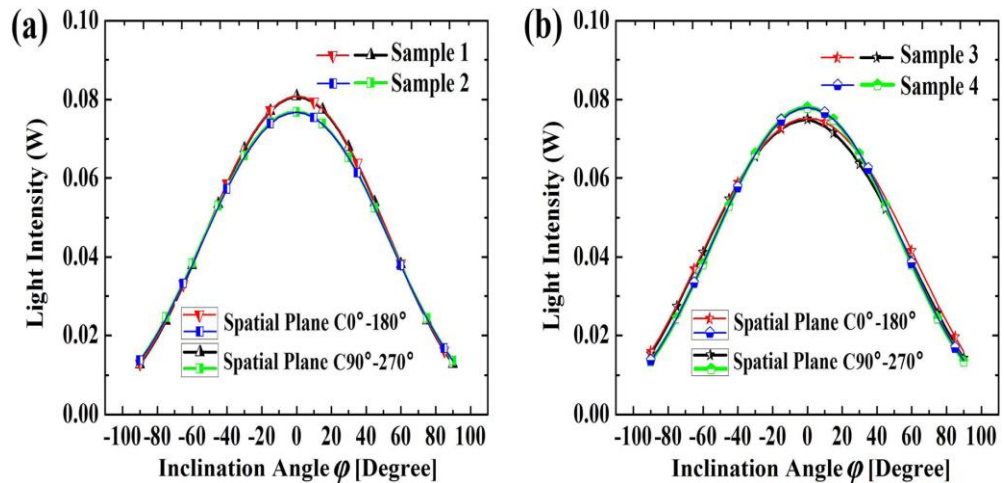 (a)
Light Intensity (W)
0.10
0.08
0.06
0.04
0.02
0.00
Sample 1
Sample 2
Spatial Plane C0°-180°
Spatial Plane C90°-270°
-100 -80 -60 -40 -20 0 20 40 60 80 100
Inclination Angle φ [Degree]
(b)
Light Intensity (W)
0.10
0.08
0.06
0.04
0.02
0.00
Sample 3
Sample 4
Spatial Plane C0°-180°
Spatial Plane C90°-270°
-100 -80 -60 -40 -20 0 20 40 60 80 100
Inclination Angle φ [Degree]